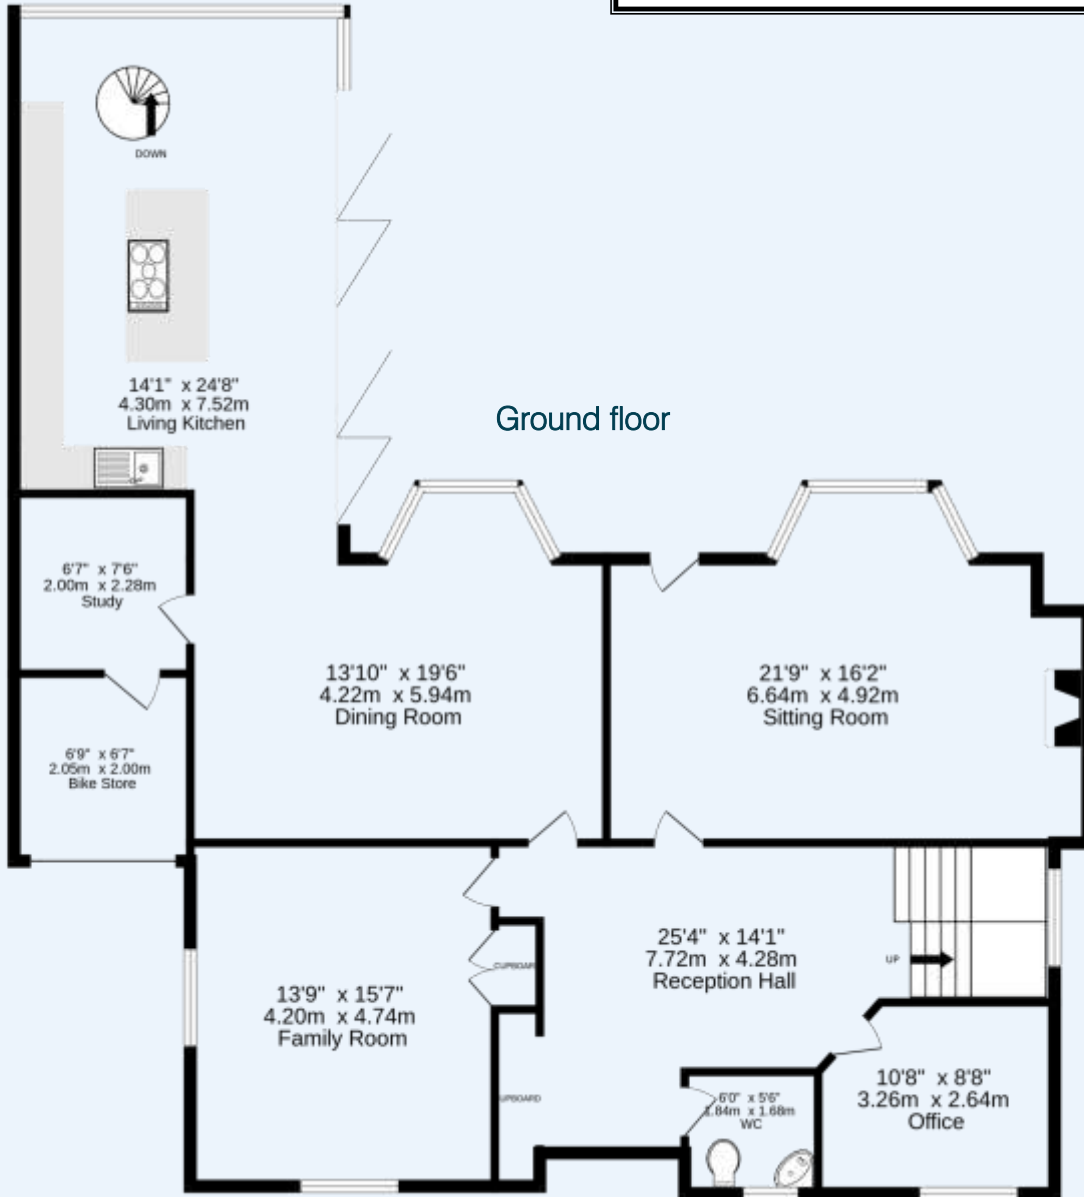 DOWN
14'1" x 24'8"
4.30m x 7.52m
Living Kitchen
Ground floor
6'7" x 7'6"
2.00m x 2.28m
Study
13'10" x 19'6"
4.22m x 5.94m
Dining Room
21'9" x 16'2"
6.64m x 4.92m
Sitting Room
6'9" x 6'7"
2.05m x 2.00m
Bike Store
25'4" x 14'1"
7.72m x 4.28m
Reception Hall
UP
CUPBOARD
13'9" x 15'7"
4.20m x 4.74m
Family Room
UPBOARD
6'0" x 5'6"
1.84m x 1.68m
WC
10'8" x 8'8"
3.26m x 2.64m
Office